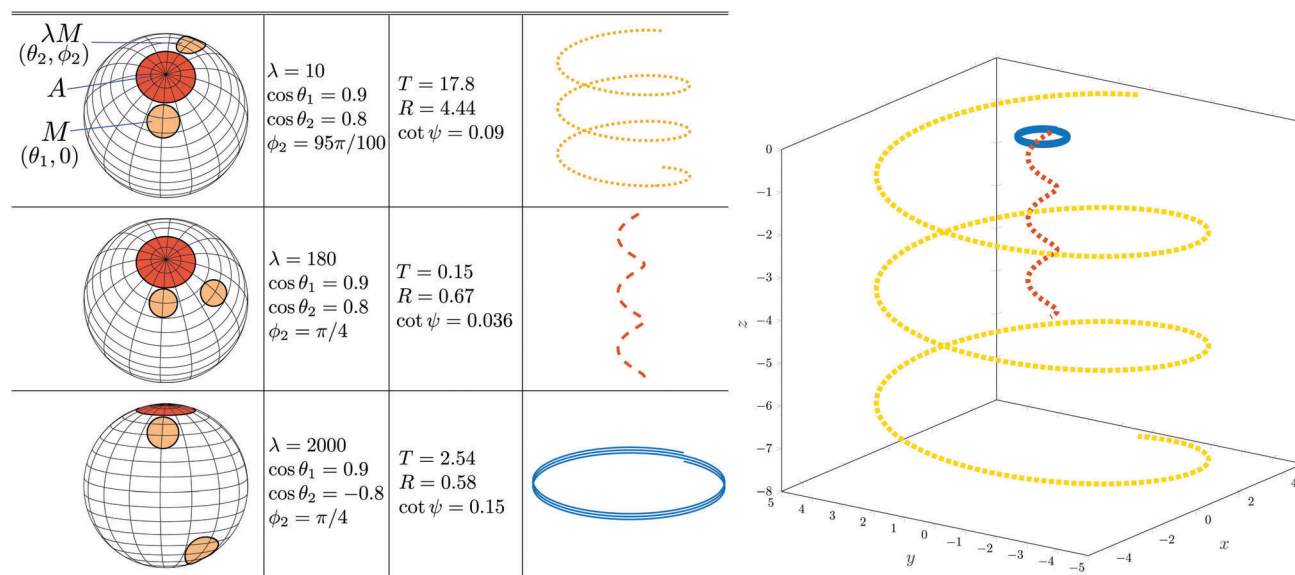 λM
(θ₂, ϕ₂)
A
M
(θ₁, 0)
λ = 10
cos θ₁ = 0.9
cos θ₂ = 0.8
ϕ₂ = 95π/100
T = 17.8
R = 4.44
cot ψ = 0.09
λ = 180
cos θ₁ = 0.9
cos θ₂ = 0.8
ϕ₂ = π/4
T = 0.15
R = 0.67
cot ψ = 0.036
λ = 2000
cos θ₁ = 0.9
cos θ₂ = −0.8
ϕ₂ = π/4
T = 2.54
R = 0.58
cot ψ = 0.15
0
−1
−2
−3
−4
−5
−6
−7
−8
z
5
4
3
2
1
0
−1
−2
−3
−4
−5
y
−4
−2
0
2
4
x